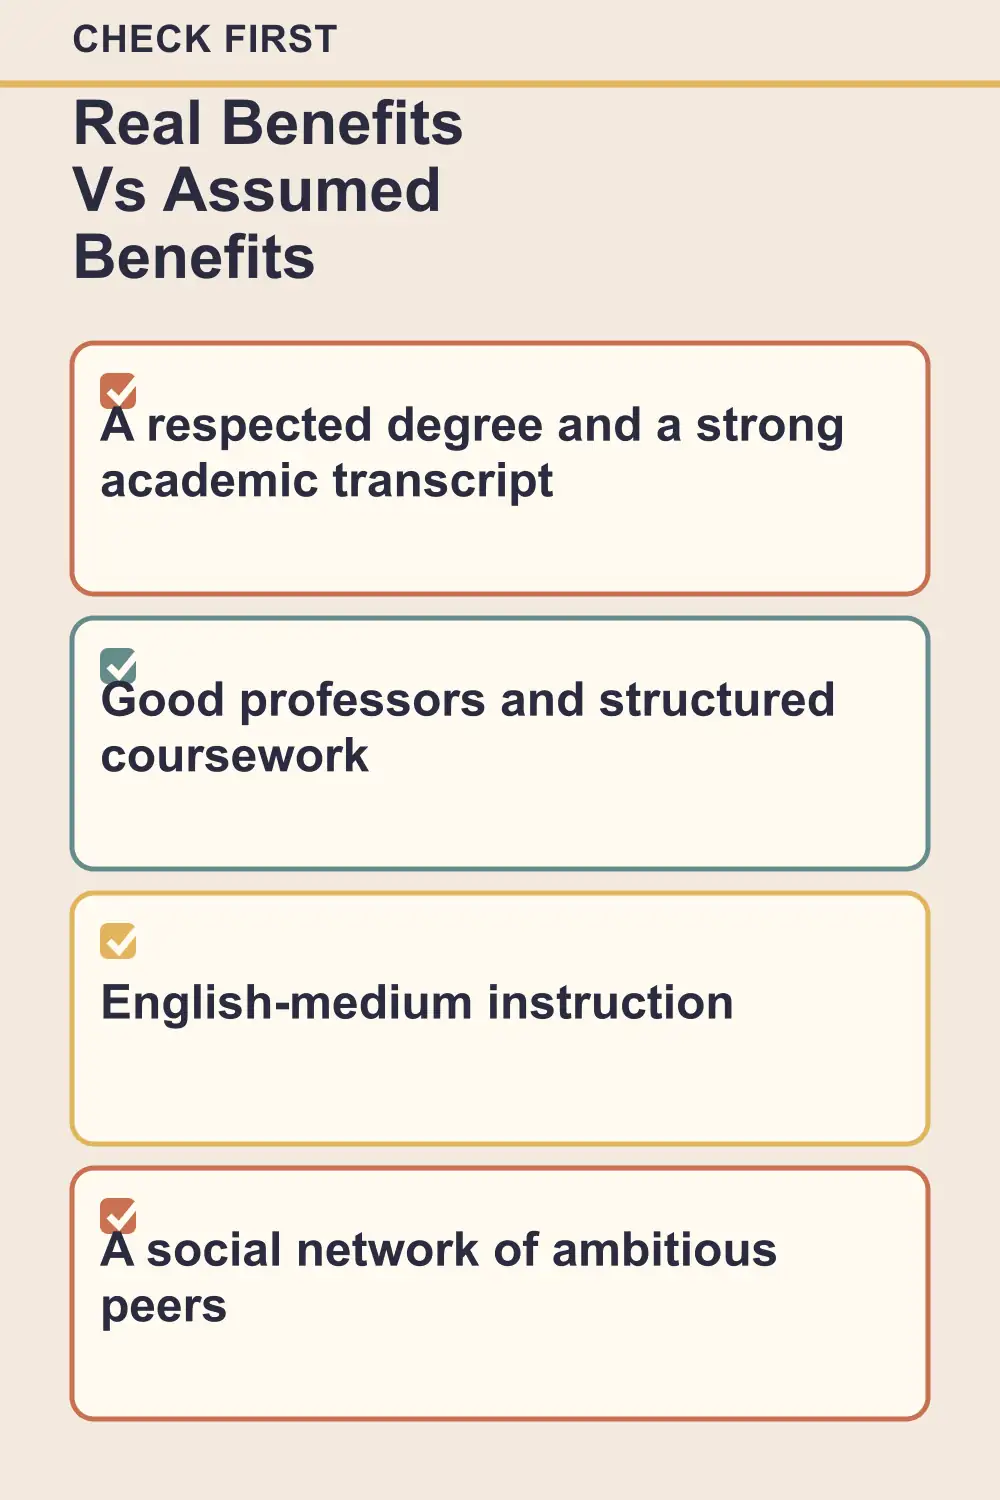 CHECK FIRST
Real Benefits
Vs Assumed
Benefits
A respected degree and a strong
academic transcript
Good professors and structured
coursework
English-medium instruction
A social network of ambitious
peers